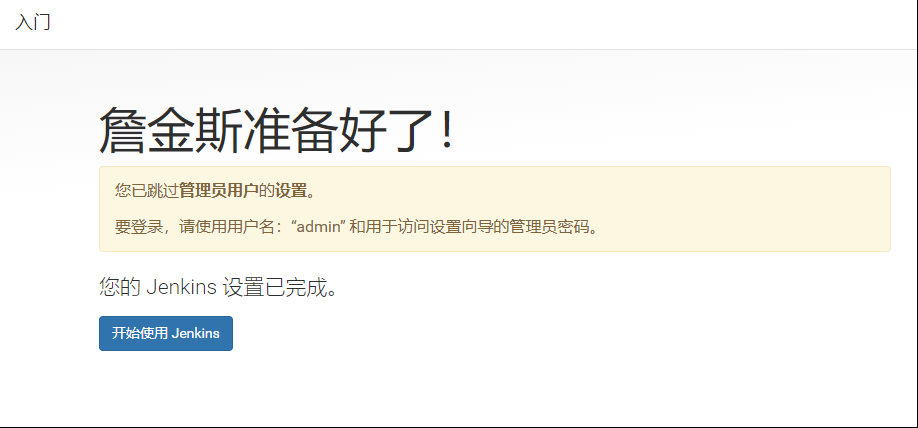 入门
詹金斯准备好了！
您已跳过管理员用户的设置。
要登录，请使用用户名：“admin” 和用于访问设置向导的管理员密码。
您的 Jenkins 设置已完成。
开始使用 Jenkins